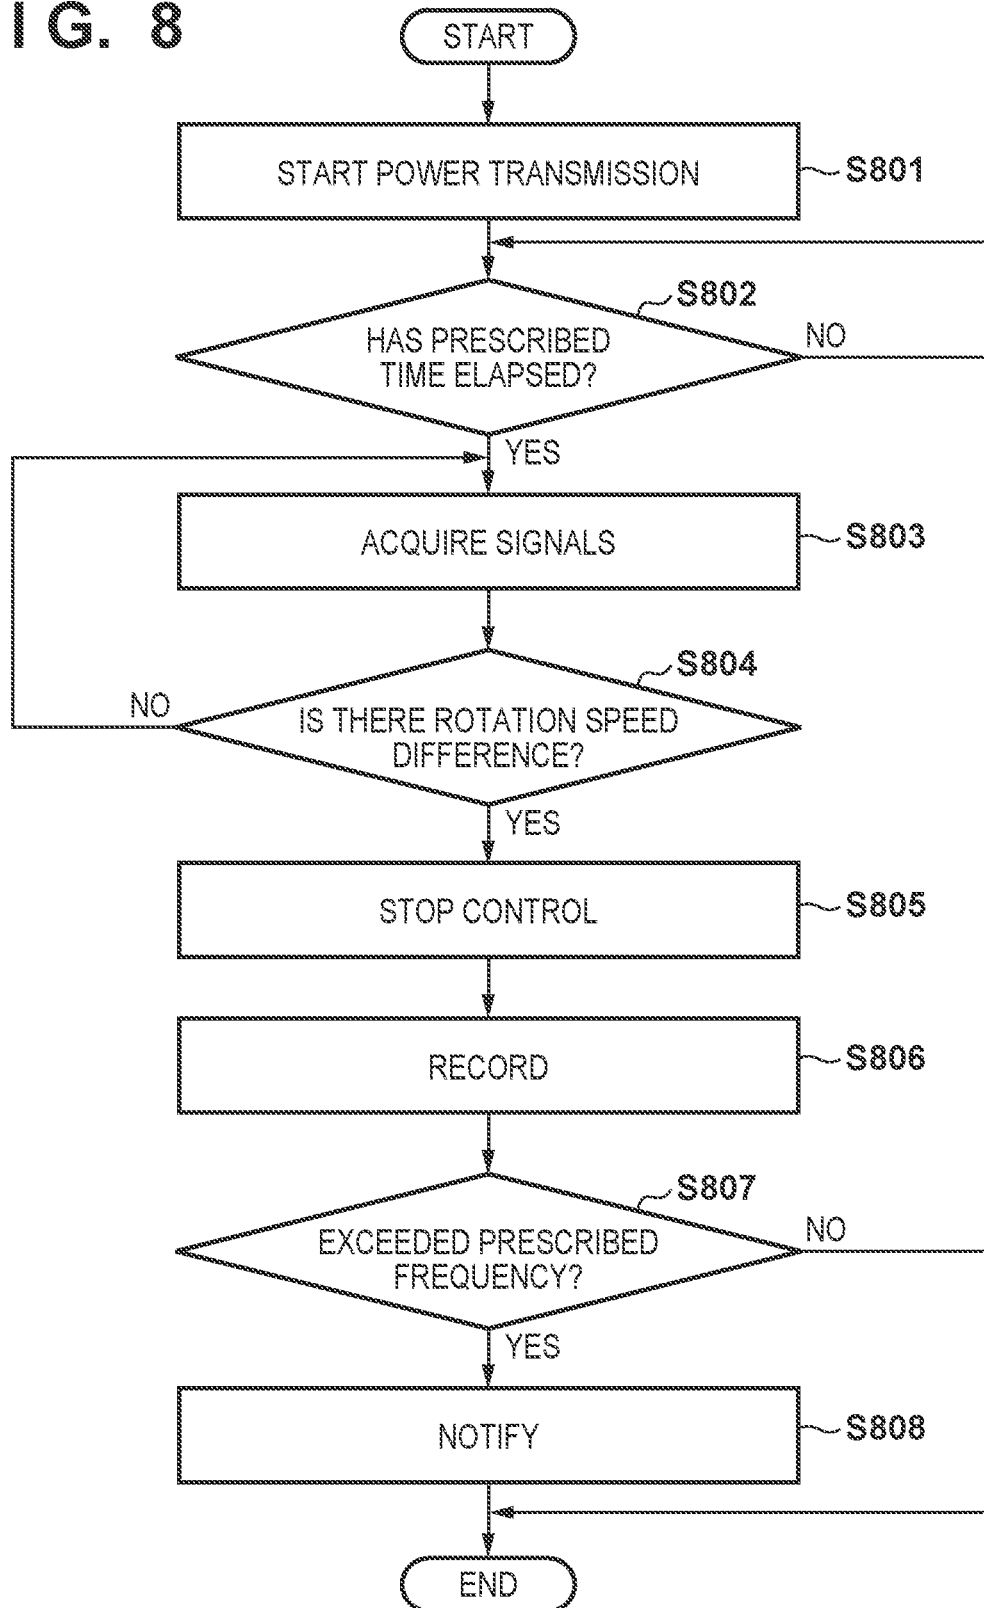 IG. 8
START
START POWER TRANSMISSION
S801
S802
HAS PRESCRIBED
TIME ELAPSED?
NO
YES
ACQUIRE SIGNALS
S803
S804
NO
IS THERE ROTATION SPEED
DIFFERENCE?
YES
STOP CONTROL
S805
RECORD
S806
S807
EXCEEDED PRESCRIBED
FREQUENCY?
NO
YES
NOTIFY
S808
END